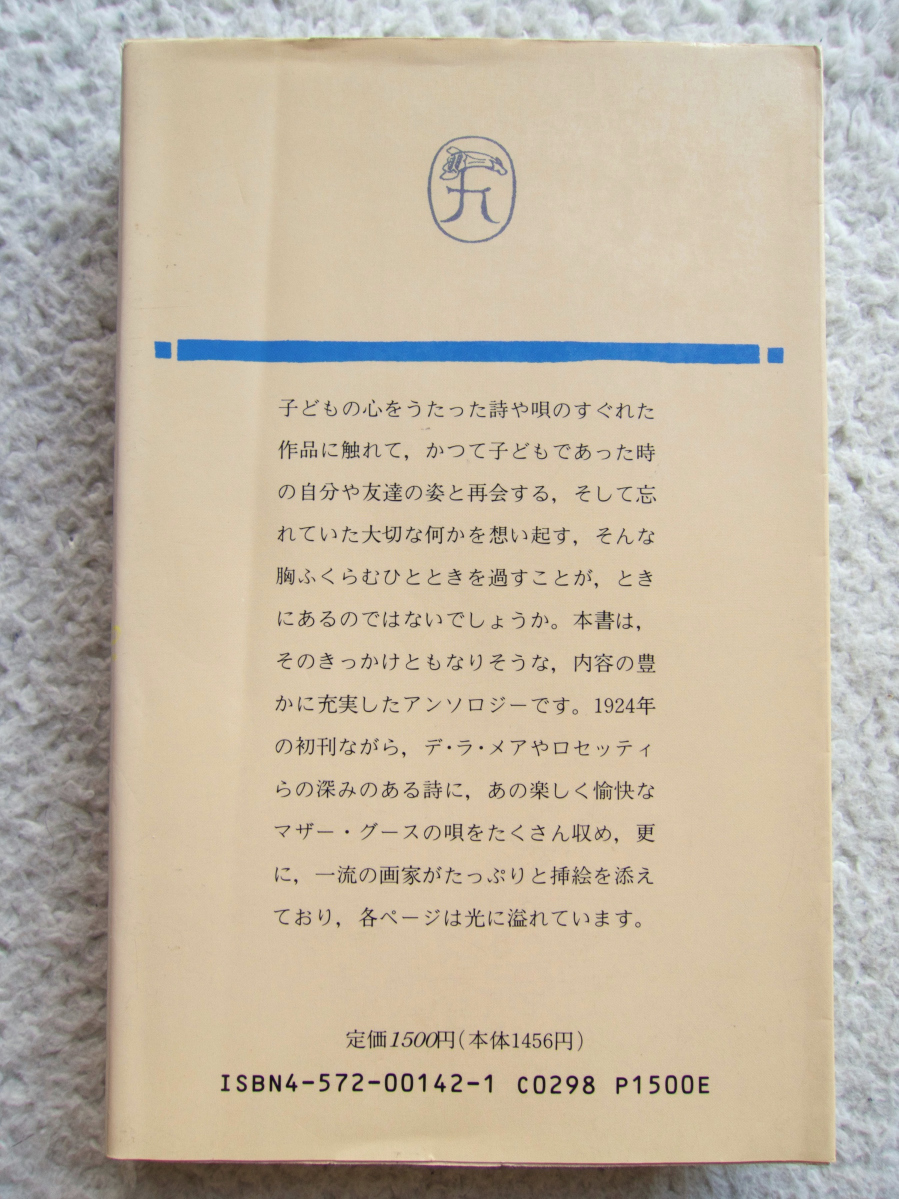 子どもの心をうたった詩や唄のすぐれた
作品に触れて，かつて子どもであった時
の自分や友達の姿と再会する，そして忘
れていた大切な何かを想い起す，そんな
胸ふくらむひとときを過すことが，とき
にあるのではないでしょうか。本書は，
そのきっかけともなりそうな，内容の豊
かに充実したアンソロジーです。1924年
の初刊ながら，デ・ラ・メアやロセッティ
らの深みのある詩に，あの楽しく愉快な
マザー・グースの唄をたくさん収め，更
に，一流の画家がたっぷりと挿絵を添え
ており，各ページは光に溢れています。
定価1500円(本体1456円)
ISBN4-572-00142-1 C0298 P1500E